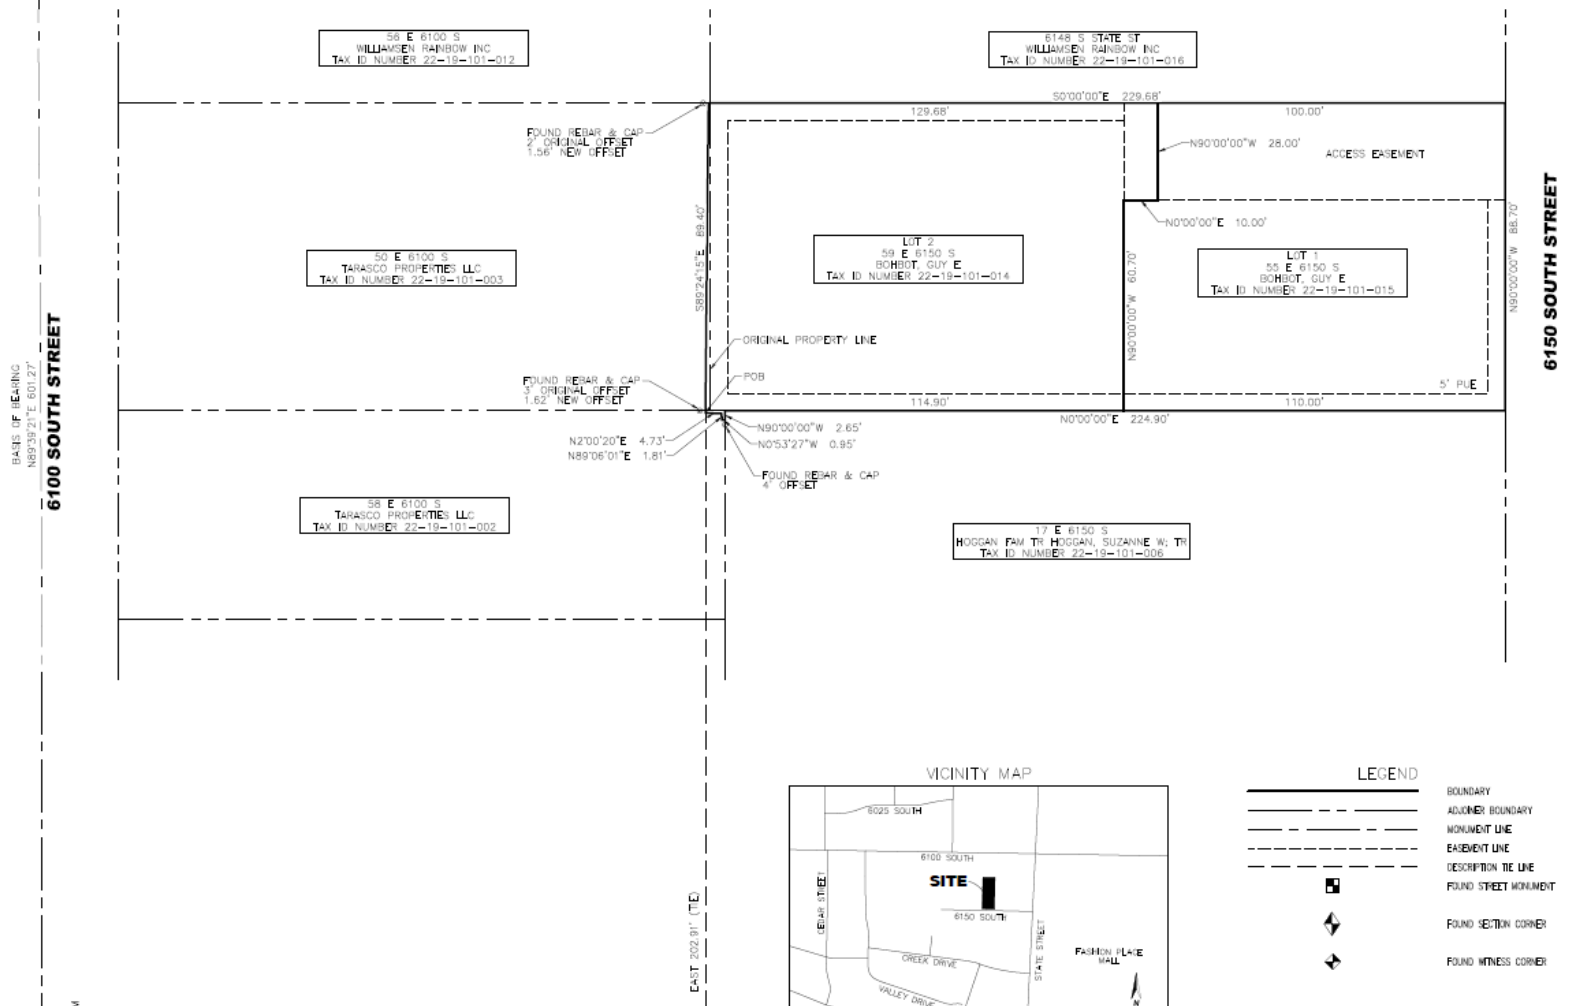 56 E 6100 S
WILLIAMSEN RAINBOW INC
TAX ID NUMBER 22-19-101-012
6148 S STATE ST
WILLIAMSEN RAINBOW INC
TAX ID NUMBER 22-19-101-016
S0°00'00"E 229.68'
129.68'
100.00'
FOUND REBAR & CAP
2' ORIGINAL OFFSET
1.56' NEW OFFSET
N90°00'00"W 28.00'
ACCESS EASEMENT
N0°00'00"E 10.00'
S89°24'15"E 89.40'
50 E 6100 S
TARASCO PROPERTIES LLC
TAX ID NUMBER 22-19-101-003
LOT 2
59 E 6150 S
BOHBOT, GUY E
TAX ID NUMBER 22-19-101-014
N90°00'00"W 60.70'
LOT 1
55 E 6150 S
BOHBOT, GUY E
TAX ID NUMBER 22-19-101-015
N90°00'00"W 88.70'
6150 SOUTH STREET
BASIS OF BEARING
N89°39'21"E 601.27'
6100 SOUTH STREET
ORIGINAL PROPERTY LINE
POB
FOUND REBAR & CAP
3' ORIGINAL OFFSET
1.62' NEW OFFSET
5' PUE
114.90'
110.00'
N0°00'00"E 224.90'
N90°00'00"W 2.65'
N2°00'20"E 4.73'
N0°53'27"W 0.95'
N89°06'01"E 1.81'
FOUND REBAR & CAP
4' OFFSET
58 E 6100 S
TARASCO PROPERTIES LLC
TAX ID NUMBER 22-19-101-002
17 E 6150 S
HOGGAN FAM TR HOGGAN, SUZANNE W; TR
TAX ID NUMBER 22-19-101-006
EAST 202.91' (TIE)
VICINITY MAP
6025 SOUTH
6100 SOUTH
SITE
6150 SOUTH
CEDAR STREET
STATE STREET
FASHION PLACE
MALL
CREEK DRIVE
VALLEY DRIVE
N
LEGEND
BOUNDARY
ADJOINER BOUNDARY
MONUMENT LINE
EASEMENT LINE
DESCRIPTION TIE LINE
FOUND STREET MONUMENT
FOUND SECTION CORNER
FOUND WITNESS CORNER
M